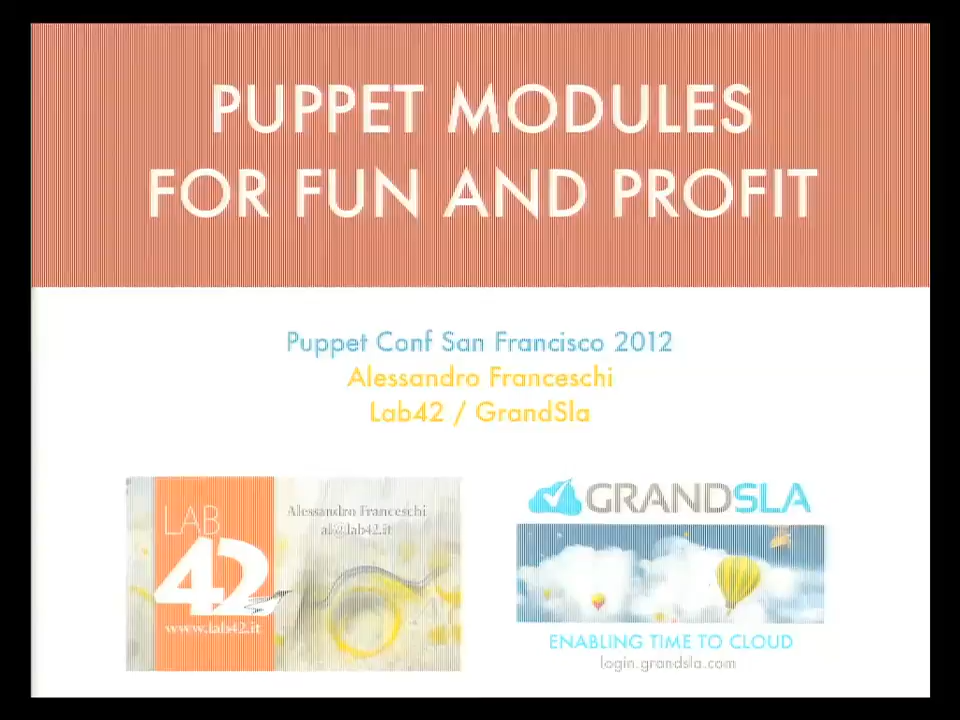 PUPPET MODULES
FOR FUN AND PROFIT
Puppet Conf San Francisco 2012
Alessandro Franceschi
Lab42 / GrandSla
LAB
42
Alessandro Franceschi
al@lab42.it
www.lab42.it
GRANDSLA
ENABLING TIME TO CLOUD
login.grandsla.com